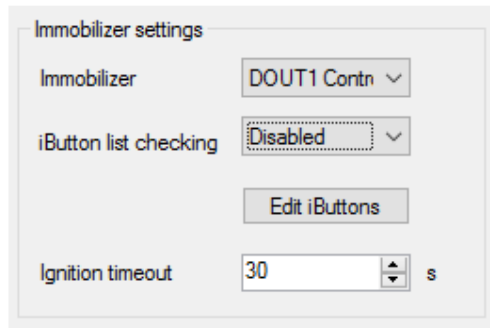 Immobilizer settings
Immobilizer DOUT1 Contr
iButton list checking Disabled
Edit iButtons
Ignition timeout 30 s